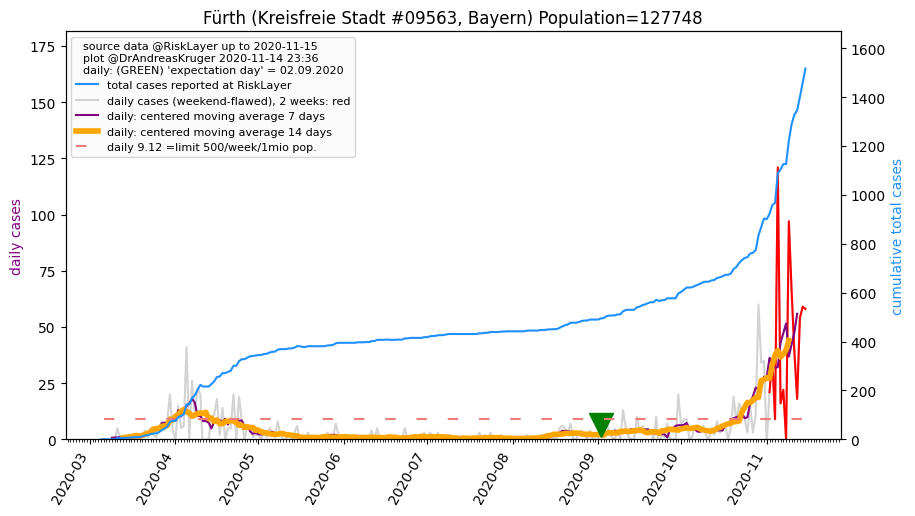 Fürth (Kreisfreie Stadt #09563, Bayern) Population=127748
source data @RiskLayer up to 2020-11-15
plot @DrAndreasKruger 2020-11-14 23:36
daily: (GREEN) 'expectation day' = 02.09.2020
total cases reported at RiskLayer
daily cases (weekend-flawed), 2 weeks: red
daily: centered moving average 7 days
daily: centered moving average 14 days
daily 9.12 =limit 500/week/1mio pop.
daily cases
175
150
125
100
75
50
25
0
cumulative total cases
1600
1400
1200
1000
800
600
400
200
0
2020-03
2020-04
2020-05
2020-06
2020-07
2020-08
2020-09
2020-10
2020-11